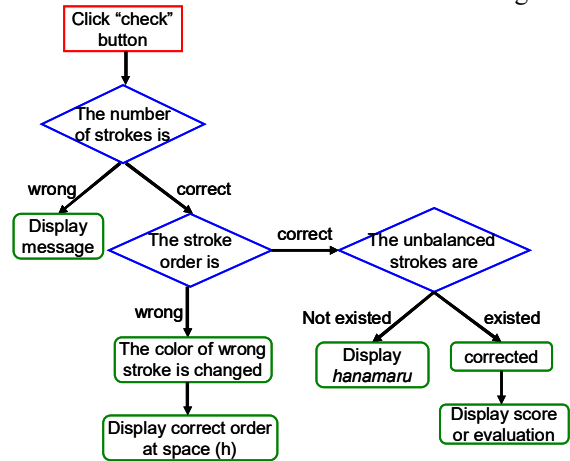 Click “check”
button
The number
of strokes is
wrong
correct
Display
message
The stroke
order is
correct
The unbalanced
strokes are
wrong
Not existed
existed
The color of wrong
stroke is changed
Display
hanamaru
corrected
Display correct order
at space (h)
Display score
or evaluation